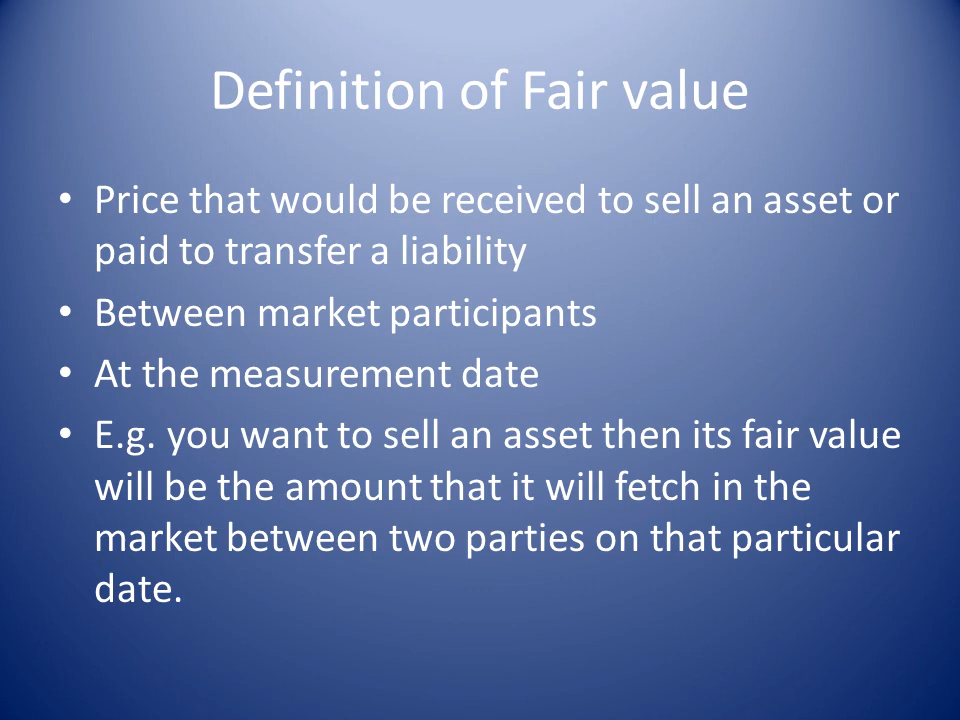 Definition of Fair value
• Price that would be received to sell an asset or
paid to transfer a liability
• Between market participants
• At the measurement date
• E.g. you want to sell an asset then its fair value
will be the amount that it will fetch in the
market between two parties on that particular
date.